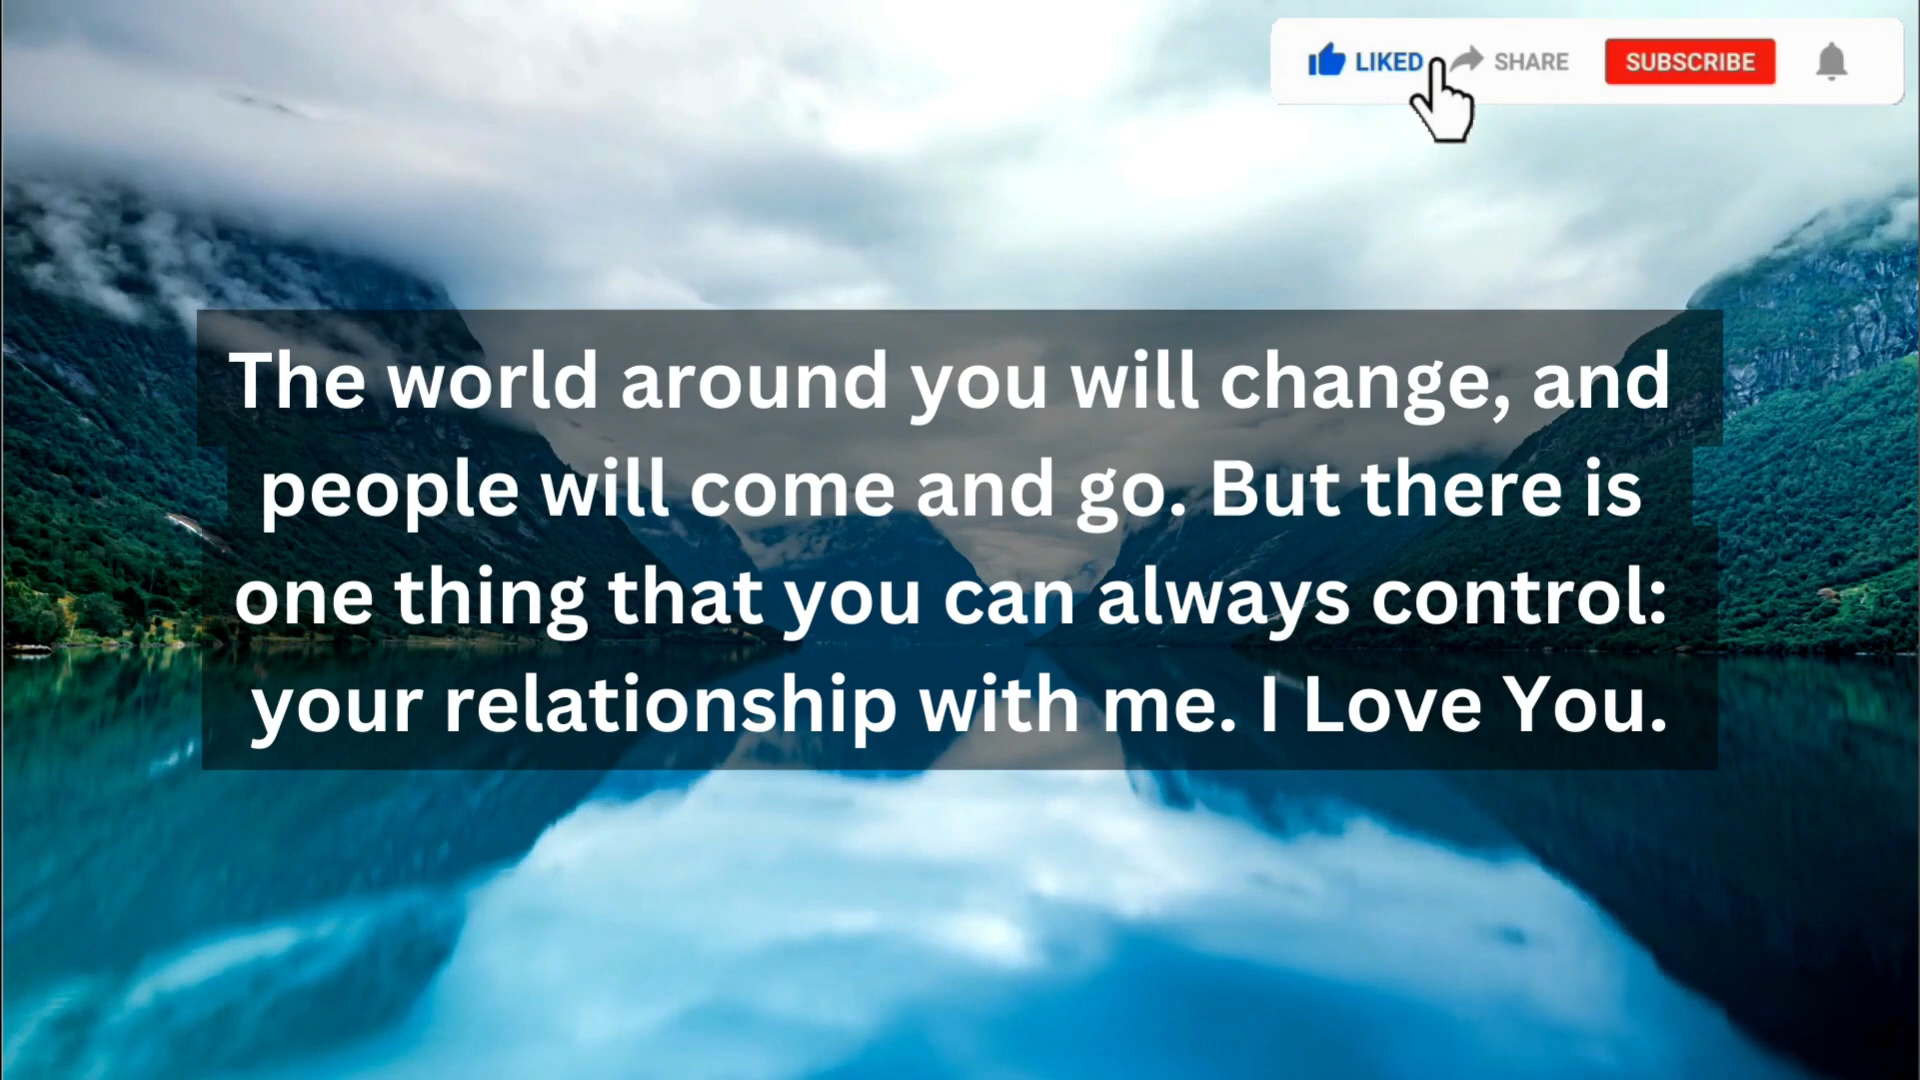 LIKED SHARE SUBSCRIBE
The world around you will change, and
people will come and go. But there is
one thing that you can always control:
your relationship with me. I Love You.